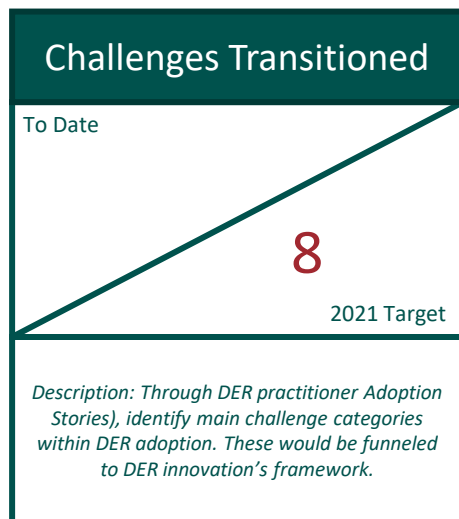 Challenges Transitioned
To Date
8
2021 Target
Description: Through DER practitioner Adoption
Stories), identify main challenge categories
within DER adoption. These would be funneled
to DER innovation’s framework.